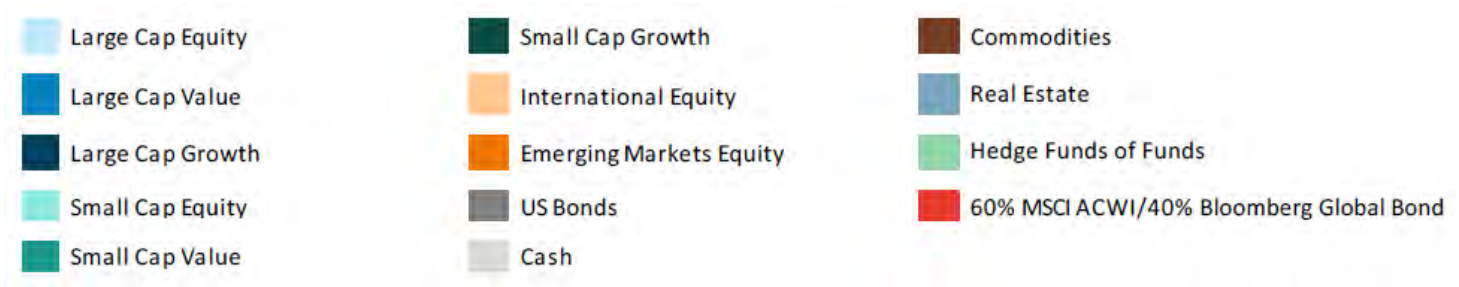 Large Cap Equity
Large Cap Value
Large Cap Growth
Small Cap Equity
Small Cap Value
Small Cap Growth
International Equity
Emerging Markets Equity
US Bonds
Cash
Commodities
Real Estate
Hedge Funds of Funds
60% MSCI ACWI/40% Bloomberg Global Bond